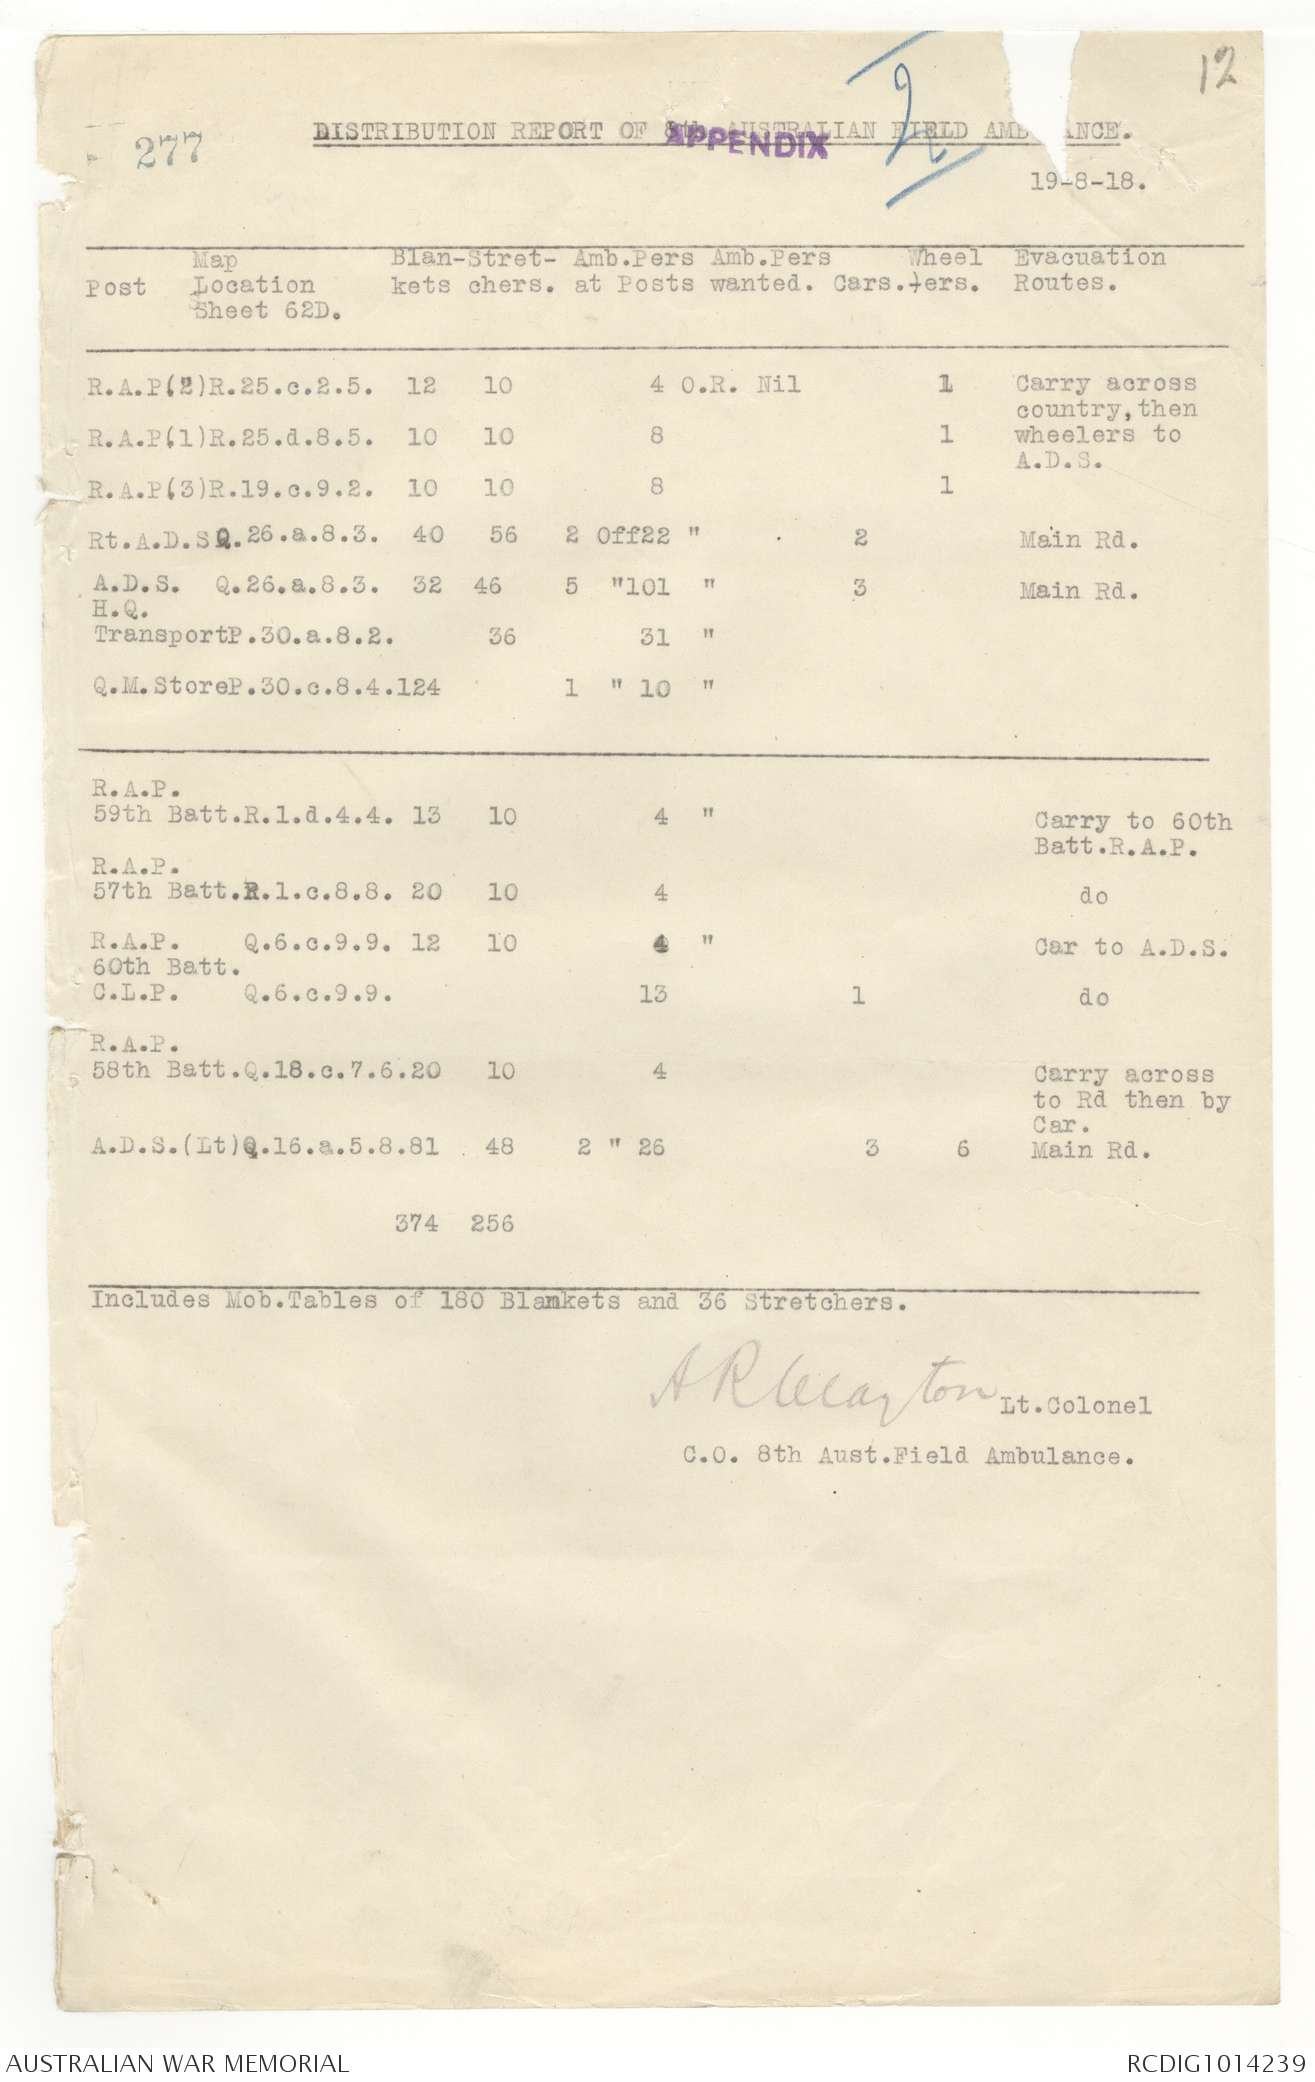 12
277
DISTRIBUTION REPORT OF 8th AUSTRALIAN FIELD AMBULANCE.
APPENDIX
19-8-18.
Post Map Location Sheet 62D. Blan-kets Stret-chers. Amb.Pers at Posts Amb.Pers wanted. Cars. Wheel-ers. Evacuation Routes.
R.A.P(2) R.25.c.2.5. 12 10 4 O.R. Nil 1 Carry across
country, then
R.A.P(1) R.25.d.8.5. 10 10 8 1 wheelers to
A.D.S.
R.A.P(3) R.19.c.9.2. 10 10 8 1
Rt.A.D.S Q.26.a.8.3. 40 56 2 Off 22 " 2 Main Rd.
A.D.S. Q.26.a.8.3. 32 46 5 " 101 " 3 Main Rd.
H.Q.
Transport P.30.a.8.2. 36 31 "
Q.M.Store P.30.c.8.4. 124 1 " 10 "
R.A.P.
59th Batt. R.1.d.4.4. 13 10 4 " Carry to 60th
Batt.R.A.P.
R.A.P.
57th Batt. R.1.c.8.8. 20 10 4 do
R.A.P. Q.6.c.9.9. 12 10 4 " Car to A.D.S.
60th Batt.
C.L.P. Q.6.c.9.9. 13 1 do
R.A.P.
58th Batt. Q.18.c.7.6. 20 10 4 Carry across
to Rd then by
Car.
A.D.S.(Lt) Q.16.a.5.8. 81 48 2 " 26 3 6 Main Rd.
374 256
Includes Mob.Tables of 180 Blankets and 36 Stretchers.
A R Clayton Lt.Colonel
C.O. 8th Aust.Field Ambulance.
AUSTRALIAN WAR MEMORIAL
RCDIG1014239